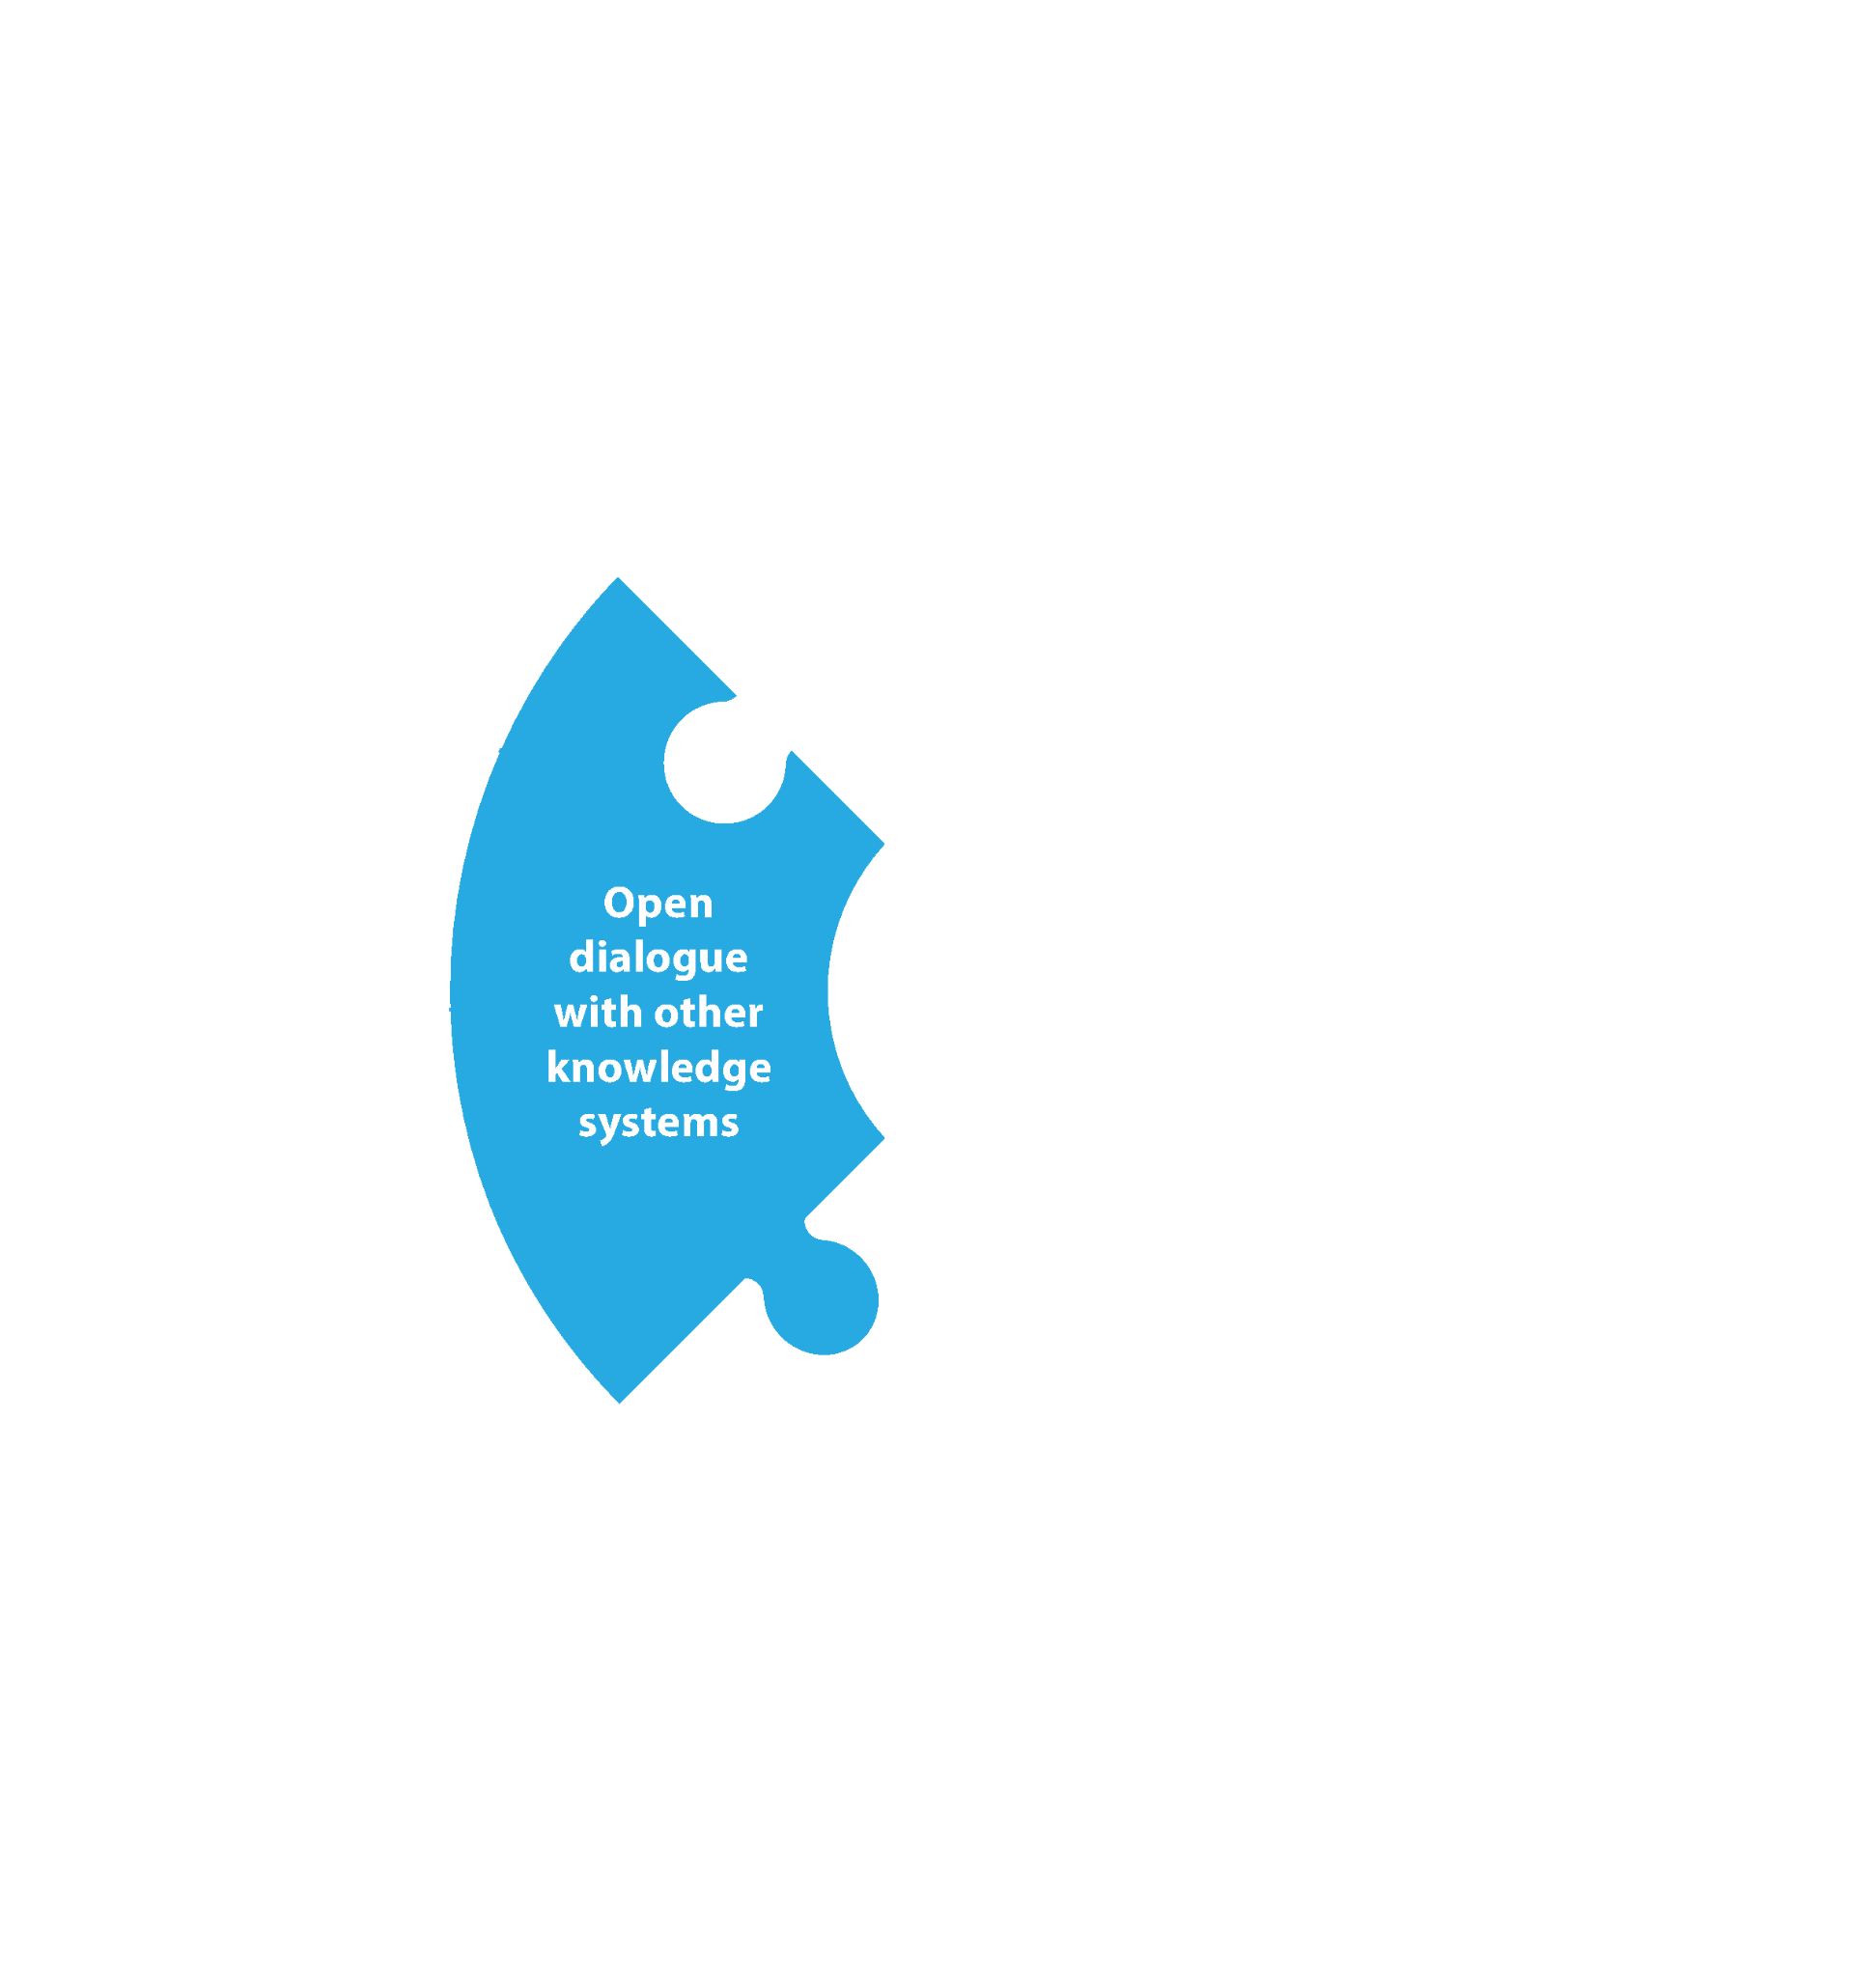 Open
dialogue
with other
knowledge
systems